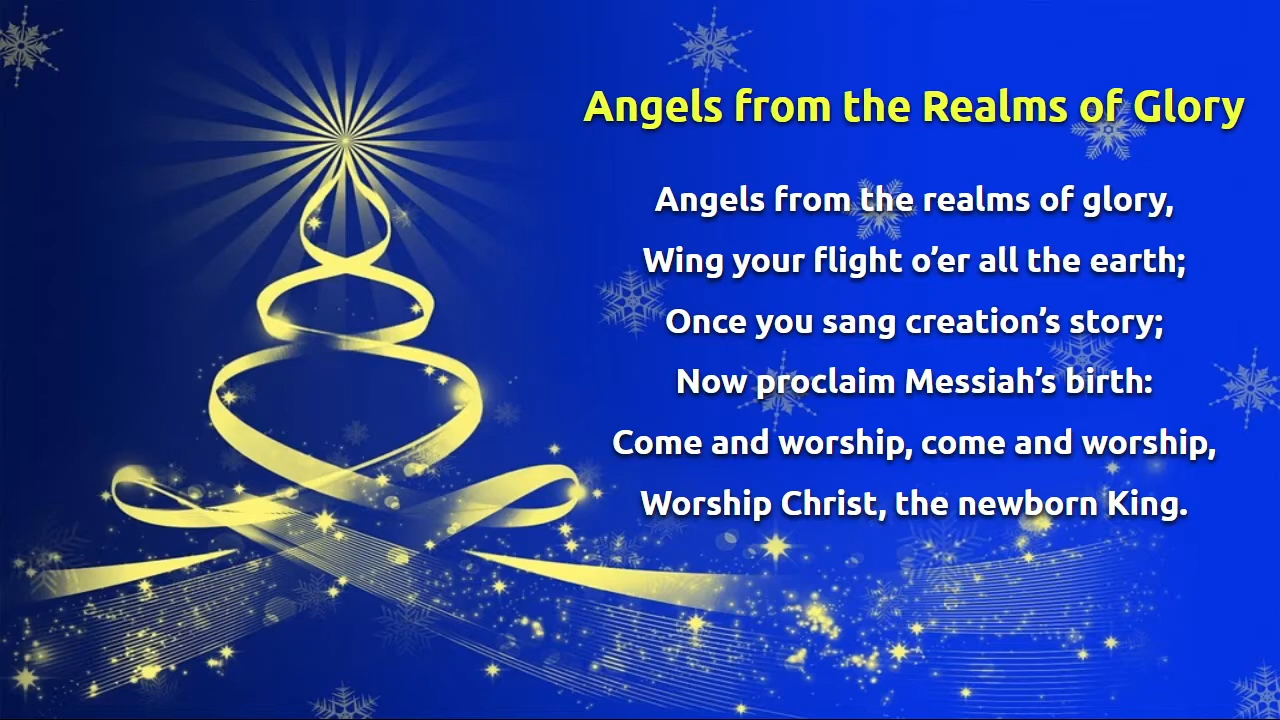 Angels from the Realms of Glory
Angels from the realms of glory,
Wing your flight o’er all the earth;
Once you sang creation’s story;
Now proclaim Messiah’s birth:
Come and worship, come and worship,
Worship Christ, the newborn King.